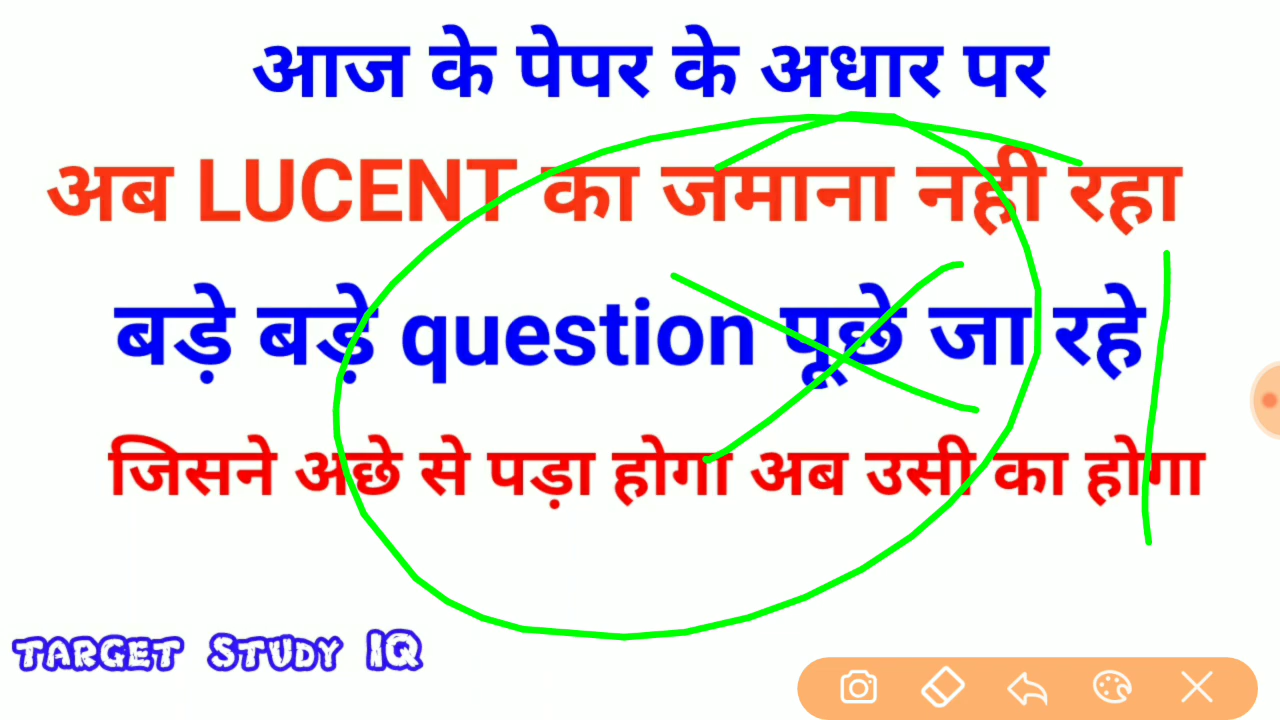 आज के पेपर के अधार पर
अब LUCENT का जमाना नही रहा
बड़े बड़े question पूछे जा रहे
जिसने अछे से पड़ा होगा अब उसी का होगा
TARGET STUDY IQ